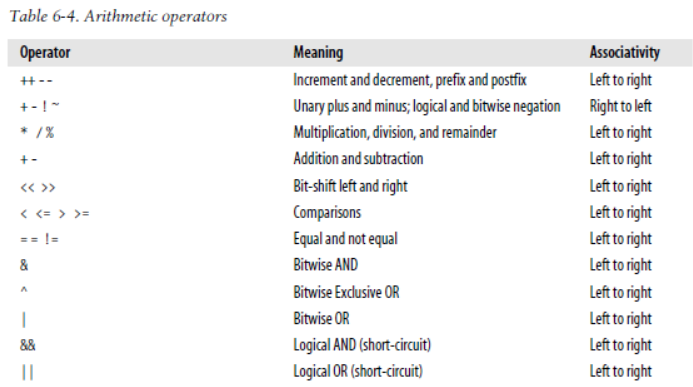 Table 6-4. Arithmetic operators
Operator Meaning Associativity
++ -- Increment and decrement, prefix and postfix Left to right
+ - ! ~ Unary plus and minus; logical and bitwise negation Right to left
* / % Multiplication, division, and remainder Left to right
+ - Addition and subtraction Left to right
<< >> Bit-shift left and right Left to right
< <= > >= Comparisons Left to right
== != Equal and not equal Left to right
& Bitwise AND Left to right
^ Bitwise Exclusive OR Left to right
| Bitwise OR Left to right
&& Logical AND (short-circuit) Left to right
|| Logical OR (short-circuit) Left to right